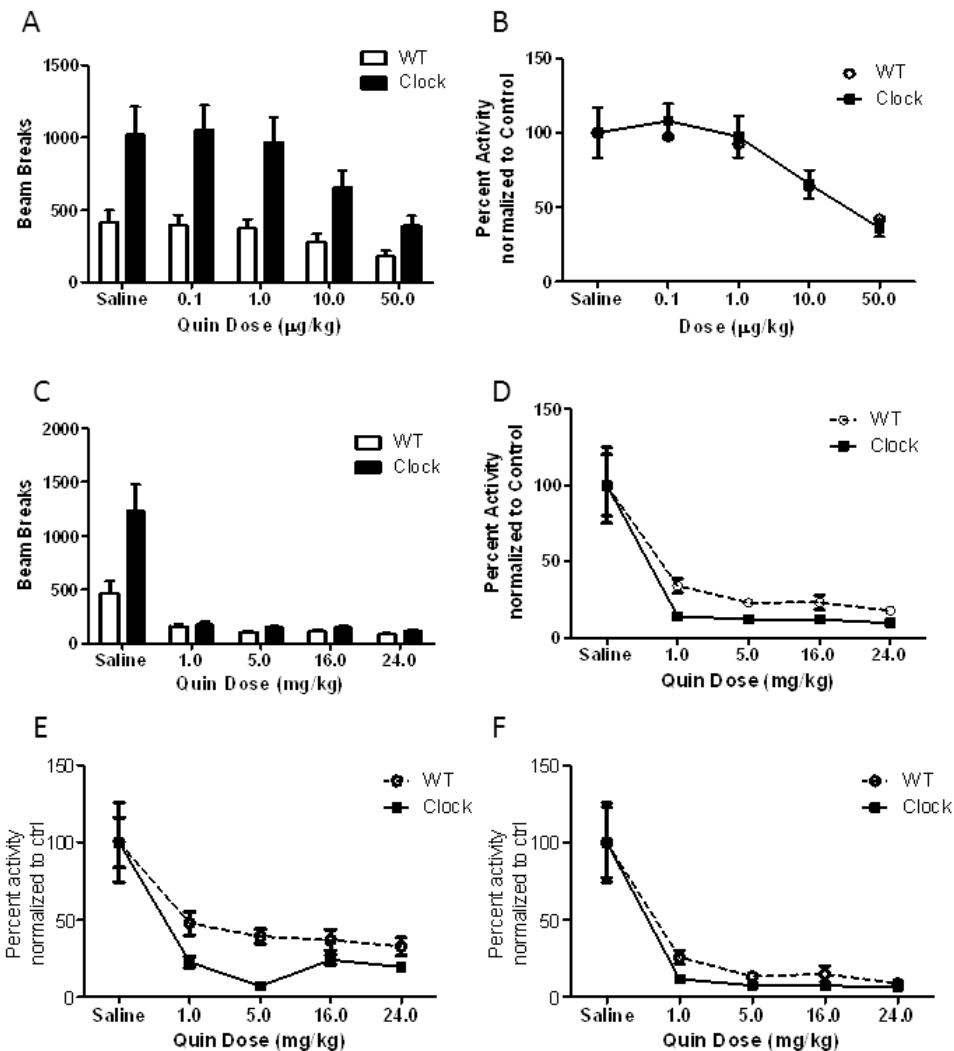 A
WT
Clock
1500
1000
500
0
Beam Breaks
Saline 0.1 1.0 10.0 50.0
Quin Dose (µg/kg)
B
WT
Clock
150
100
50
0
Percent Activity
normalized to Control
Saline 0.1 1.0 10.0 50.0
Dose (µg/kg)
C
WT
Clock
2000
1500
1000
500
0
Beam Breaks
Saline 1.0 5.0 16.0 24.0
Quin Dose (mg/kg)
D
WT
Clock
150
100
50
0
Percent Activity
normalized to Control
Saline 1.0 5.0 16.0 24.0
Quin Dose (mg/kg)
E
WT
Clock
150
100
50
0
Percent activity
normalized to ctrl
Saline 1.0 5.0 16.0 24.0
Quin Dose (mg/kg)
F
WT
Clock
150
100
50
0
Percent activity
normalized to ctrl
Saline 1.0 5.0 16.0 24.0
Quin Dose (mg/kg)